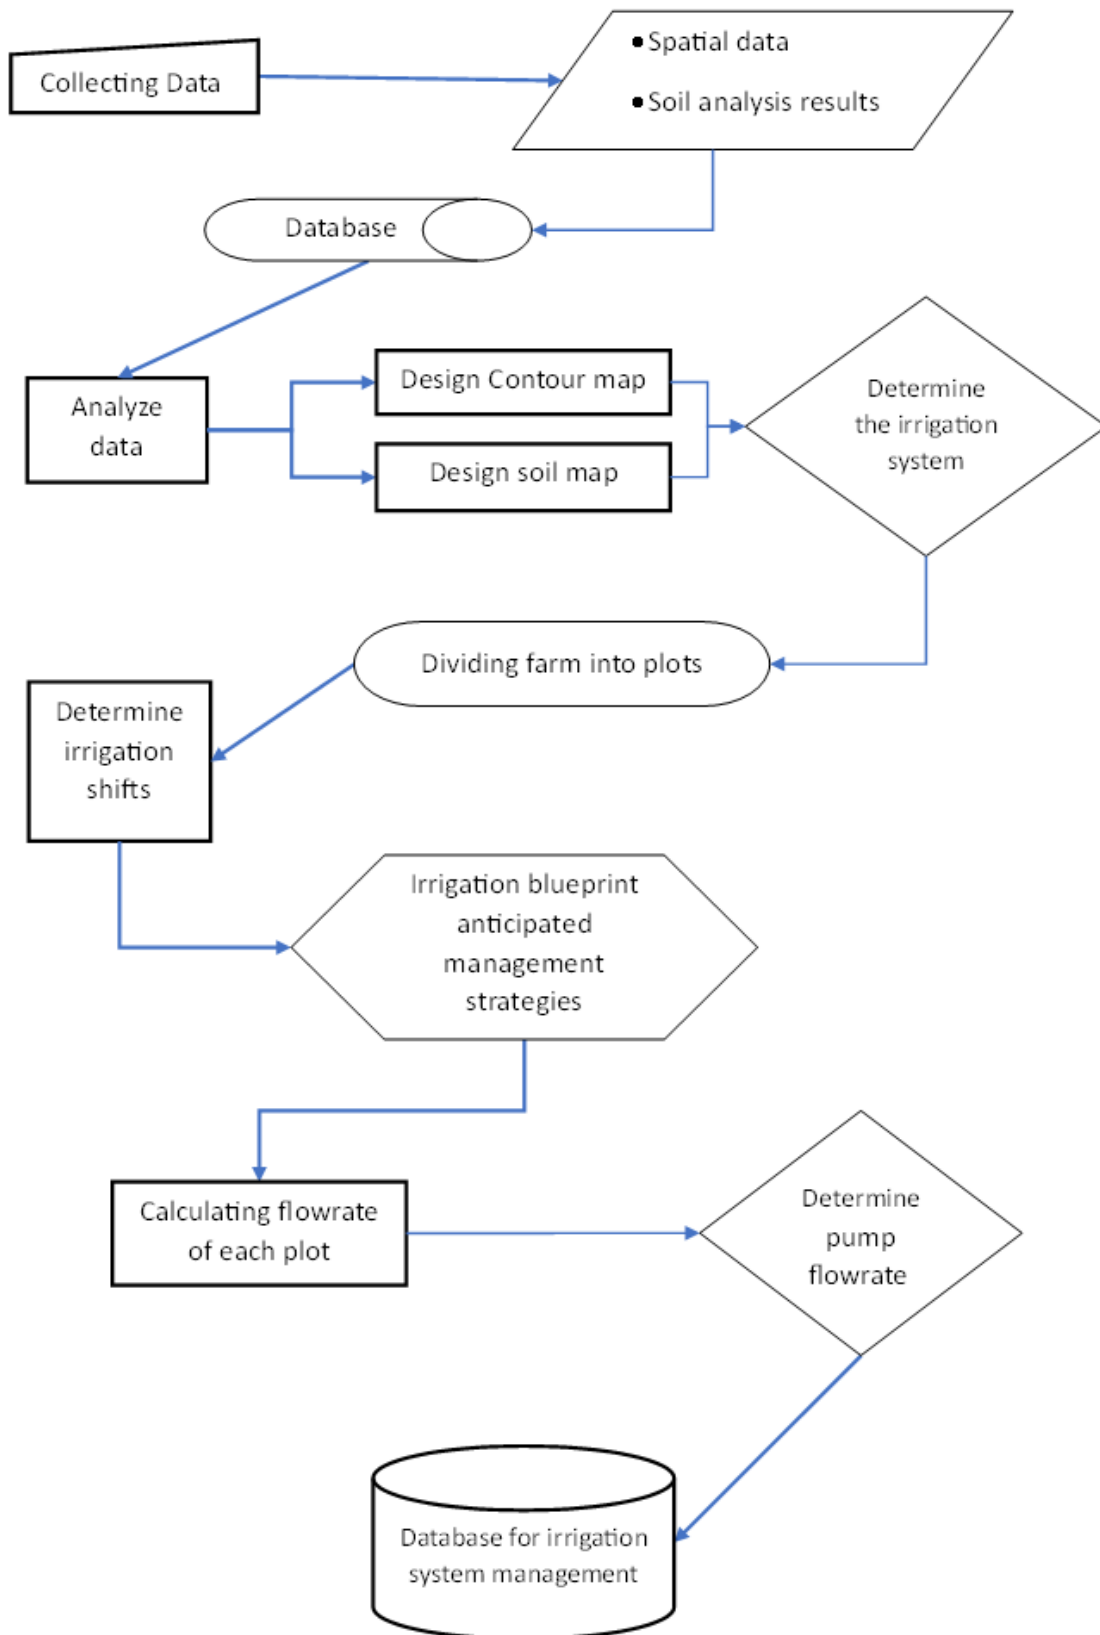 Collecting Data
• Spatial data
• Soil analysis results
Database
Analyze
data
Design Contour map
Design soil map
Determine
the irrigation
system
Dividing farm into plots
Determine
irrigation
shifts
Irrigation blueprint
anticipated
management
strategies
Calculating flowrate
of each plot
Determine
pump
flowrate
Database for irrigation
system management